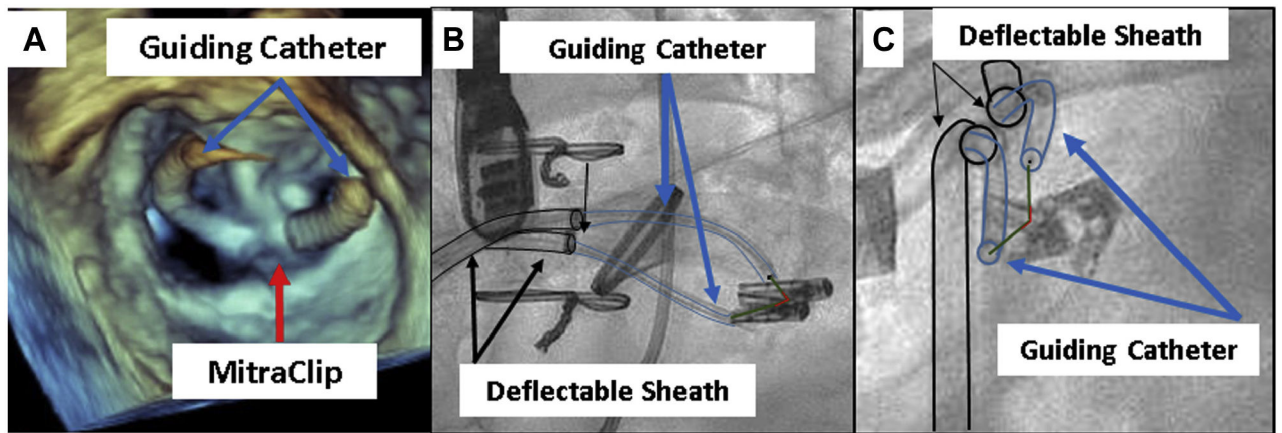 A
Guiding Catheter
MitraClip
B
Guiding Catheter
Deflectable Sheath
C
Deflectable Sheath
Guiding Catheter